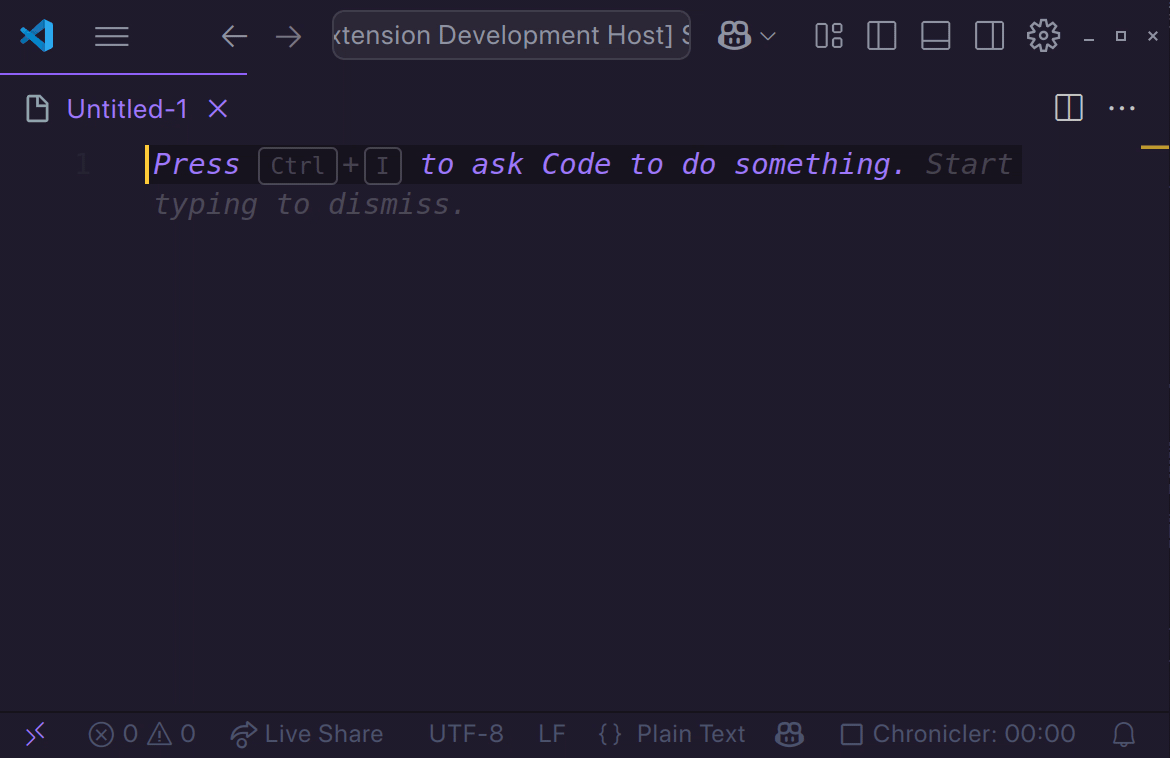 xtension Development Host] S
Untitled-1
1
Press Ctrl+I to ask Code to do something. Start
typing to dismiss.
0 0 Live Share UTF-8 LF {} Plain Text Chronicler: 00:00